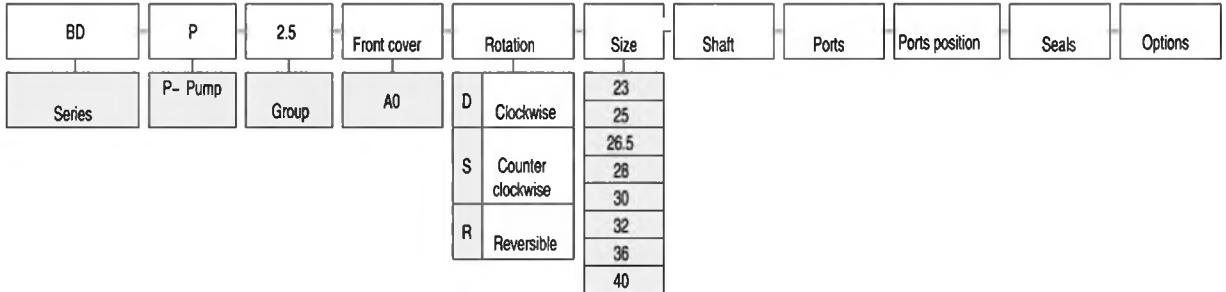 BD P 2.5 Front cover Rotation Size Shaft Ports Ports position Seals Options
Series
P- Pump
Group
A0
D Clockwise
S Counter
clockwise
R Reversible
23
25
26.5
28
30
32
36
40